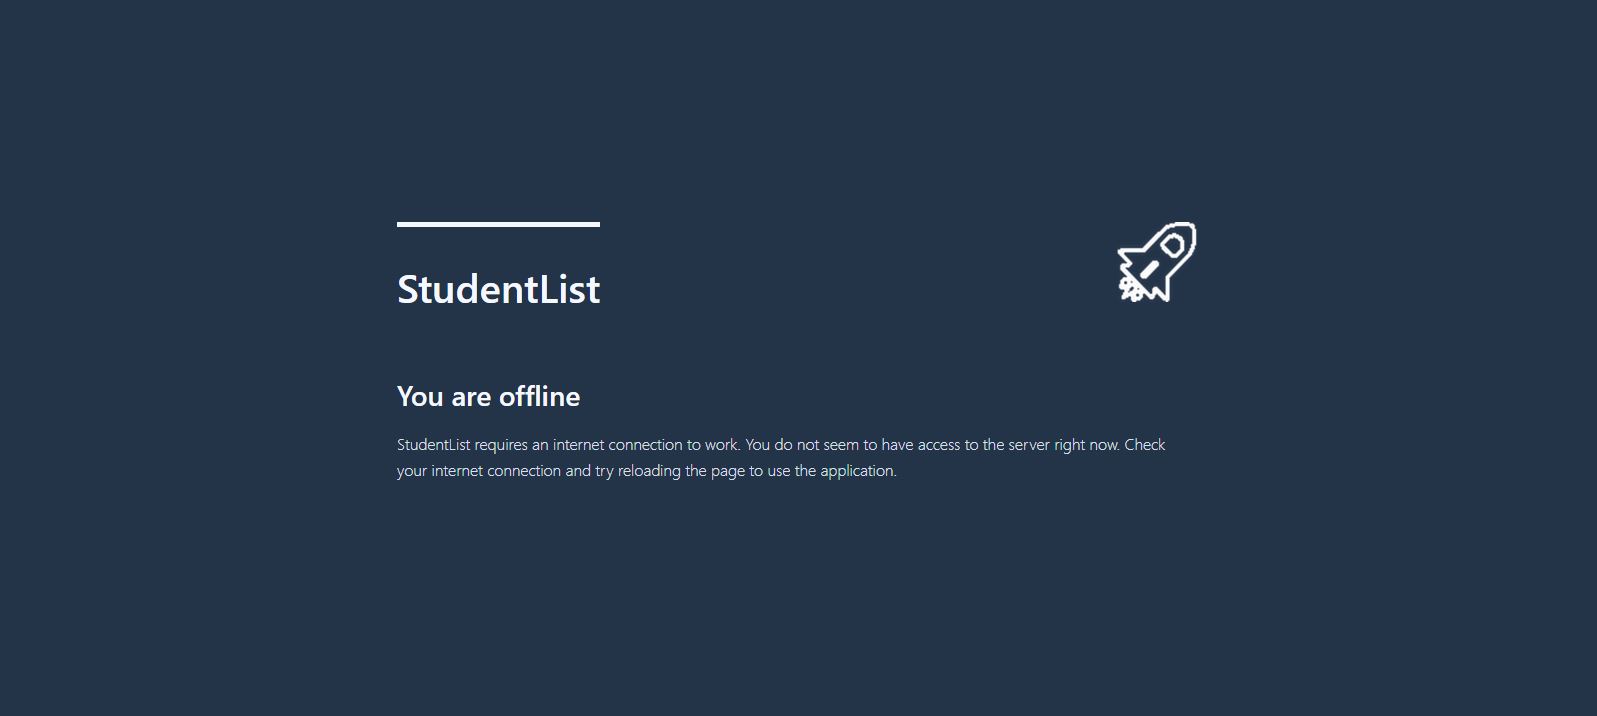 StudentList
You are offline
StudentList requires an internet connection to work. You do not seem to have access to the server right now. Check
your internet connection and try reloading the page to use the application.